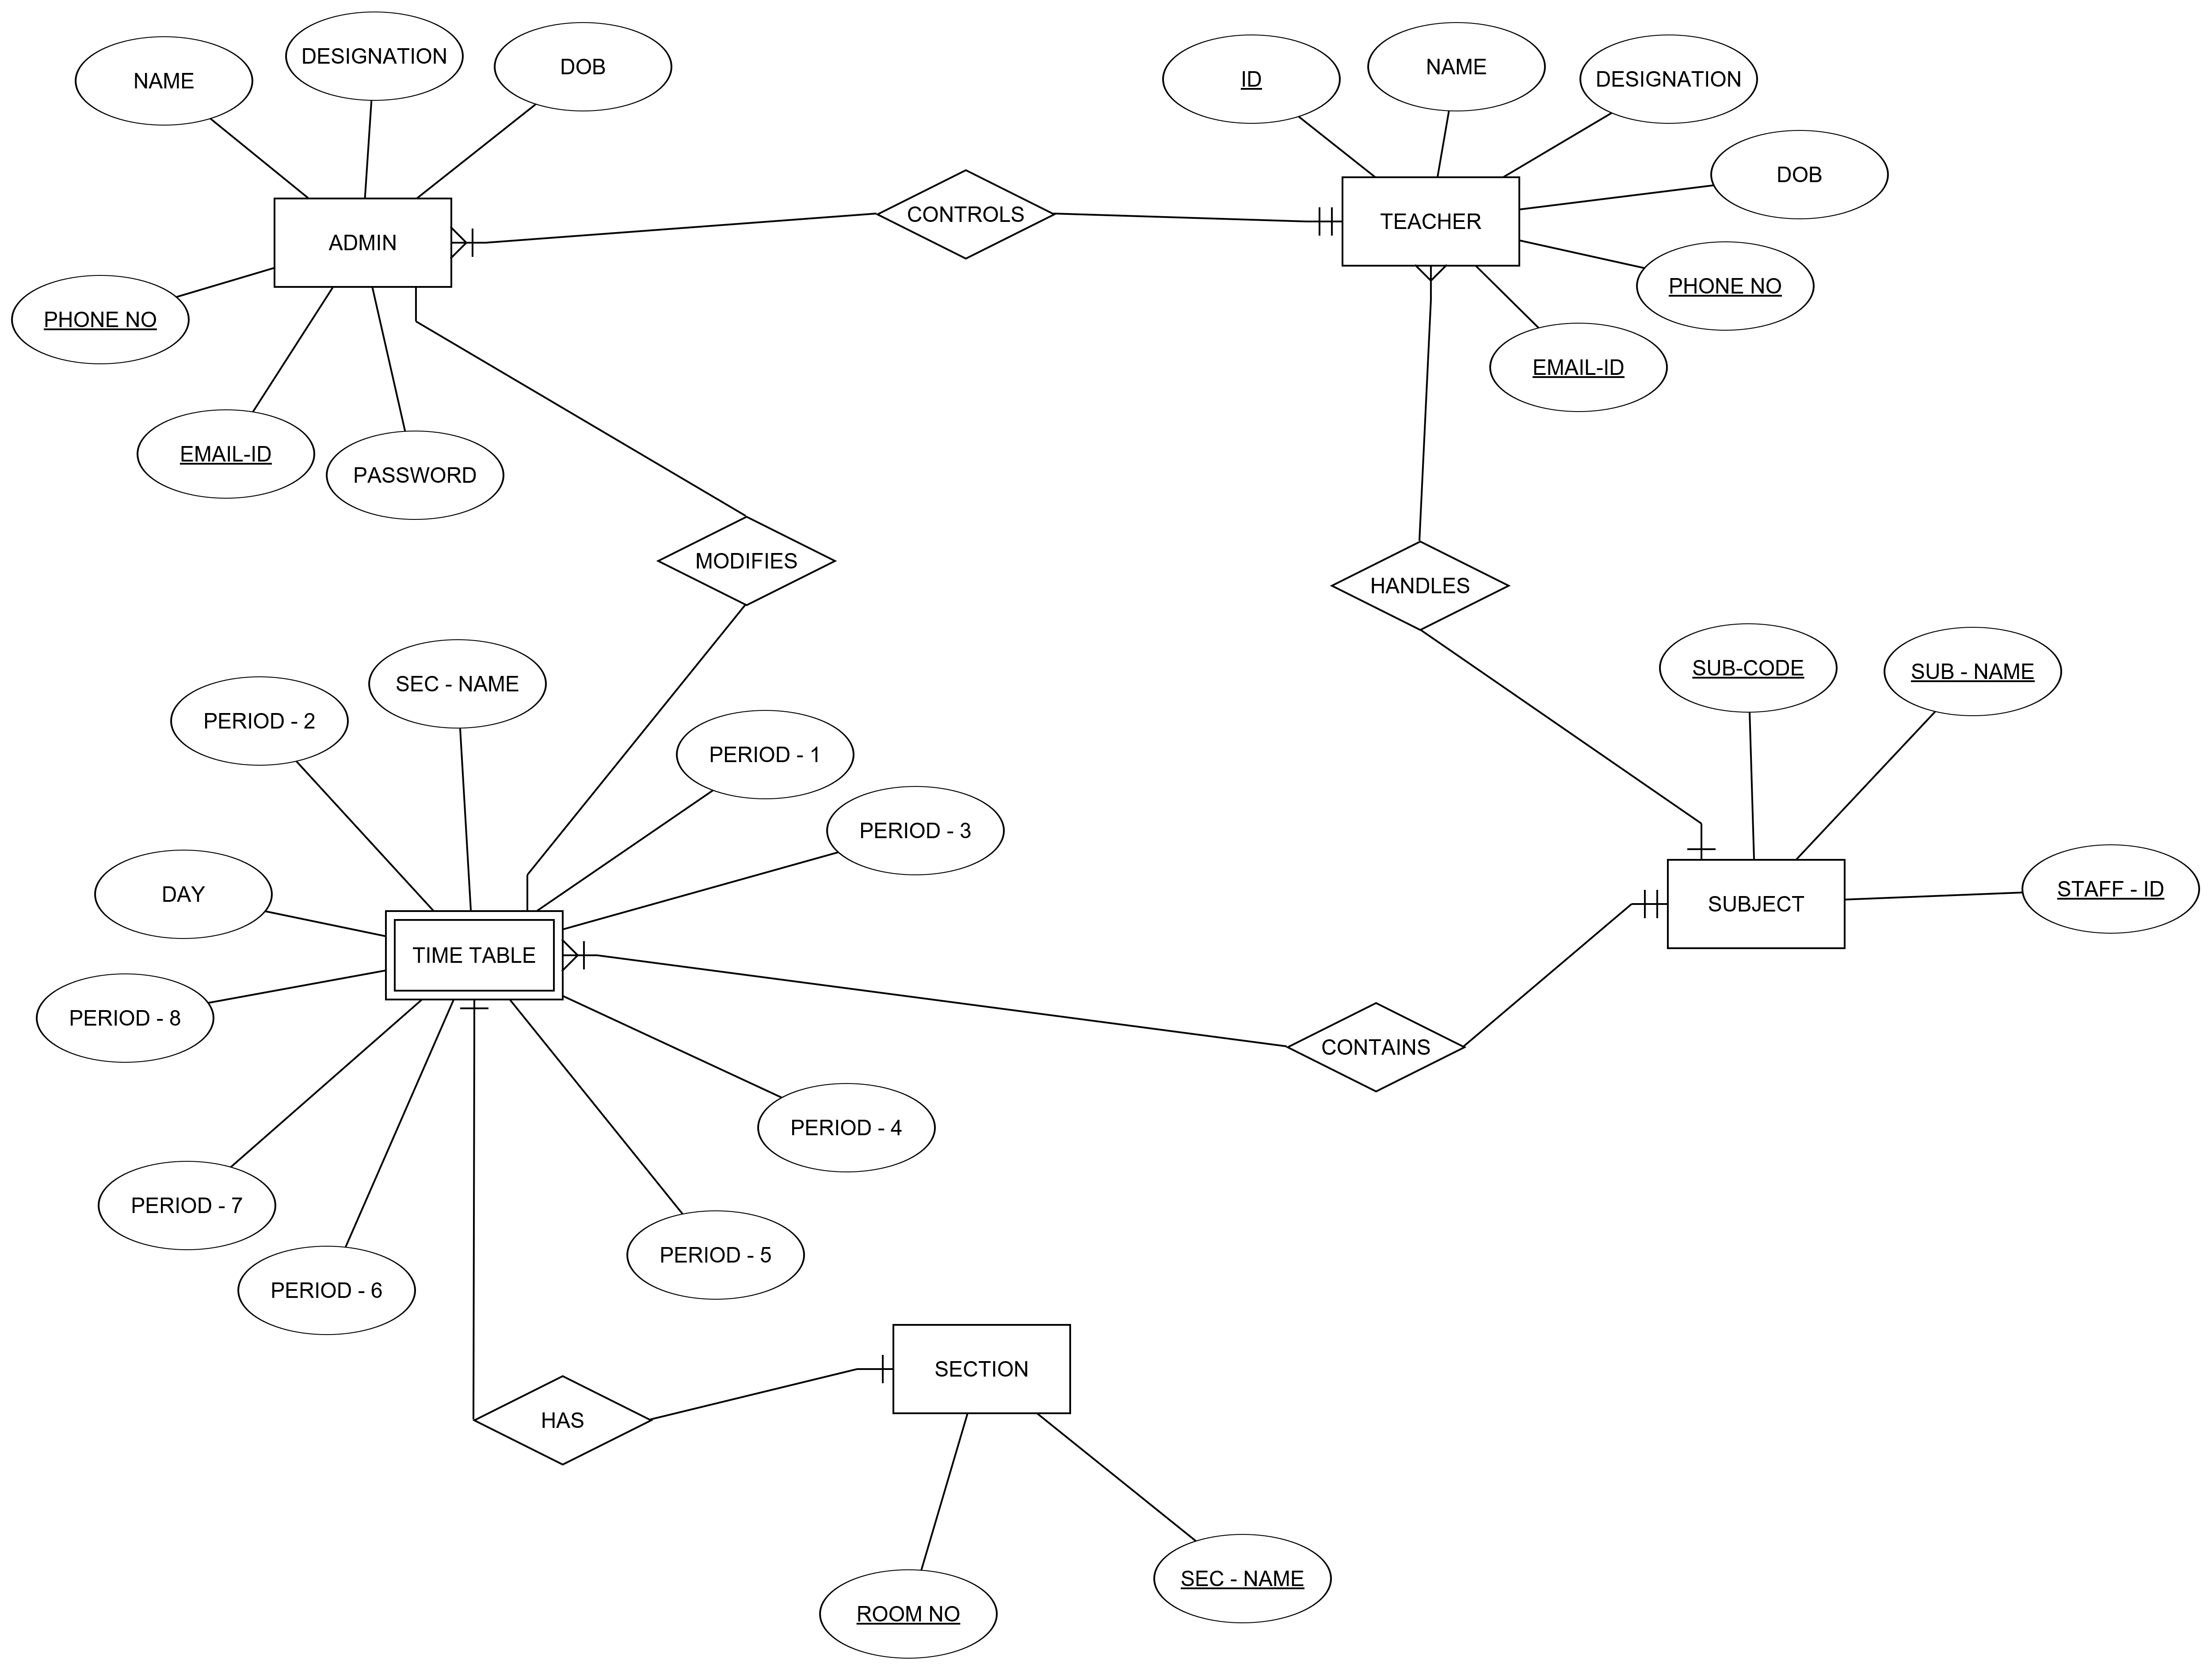 NAME
DESIGNATION
DOB
ID
NAME
DESIGNATION
DOB
ADMIN
CONTROLS
TEACHER
PHONE NO
PHONE NO
EMAIL-ID
EMAIL-ID
PASSWORD
MODIFIES
HANDLES
SUB-CODE
SUB - NAME
SEC - NAME
PERIOD - 2
PERIOD - 1
PERIOD - 3
DAY
STAFF - ID
SUBJECT
TIME TABLE
PERIOD - 8
CONTAINS
PERIOD - 4
PERIOD - 7
PERIOD - 5
PERIOD - 6
SECTION
HAS
SEC - NAME
ROOM NO